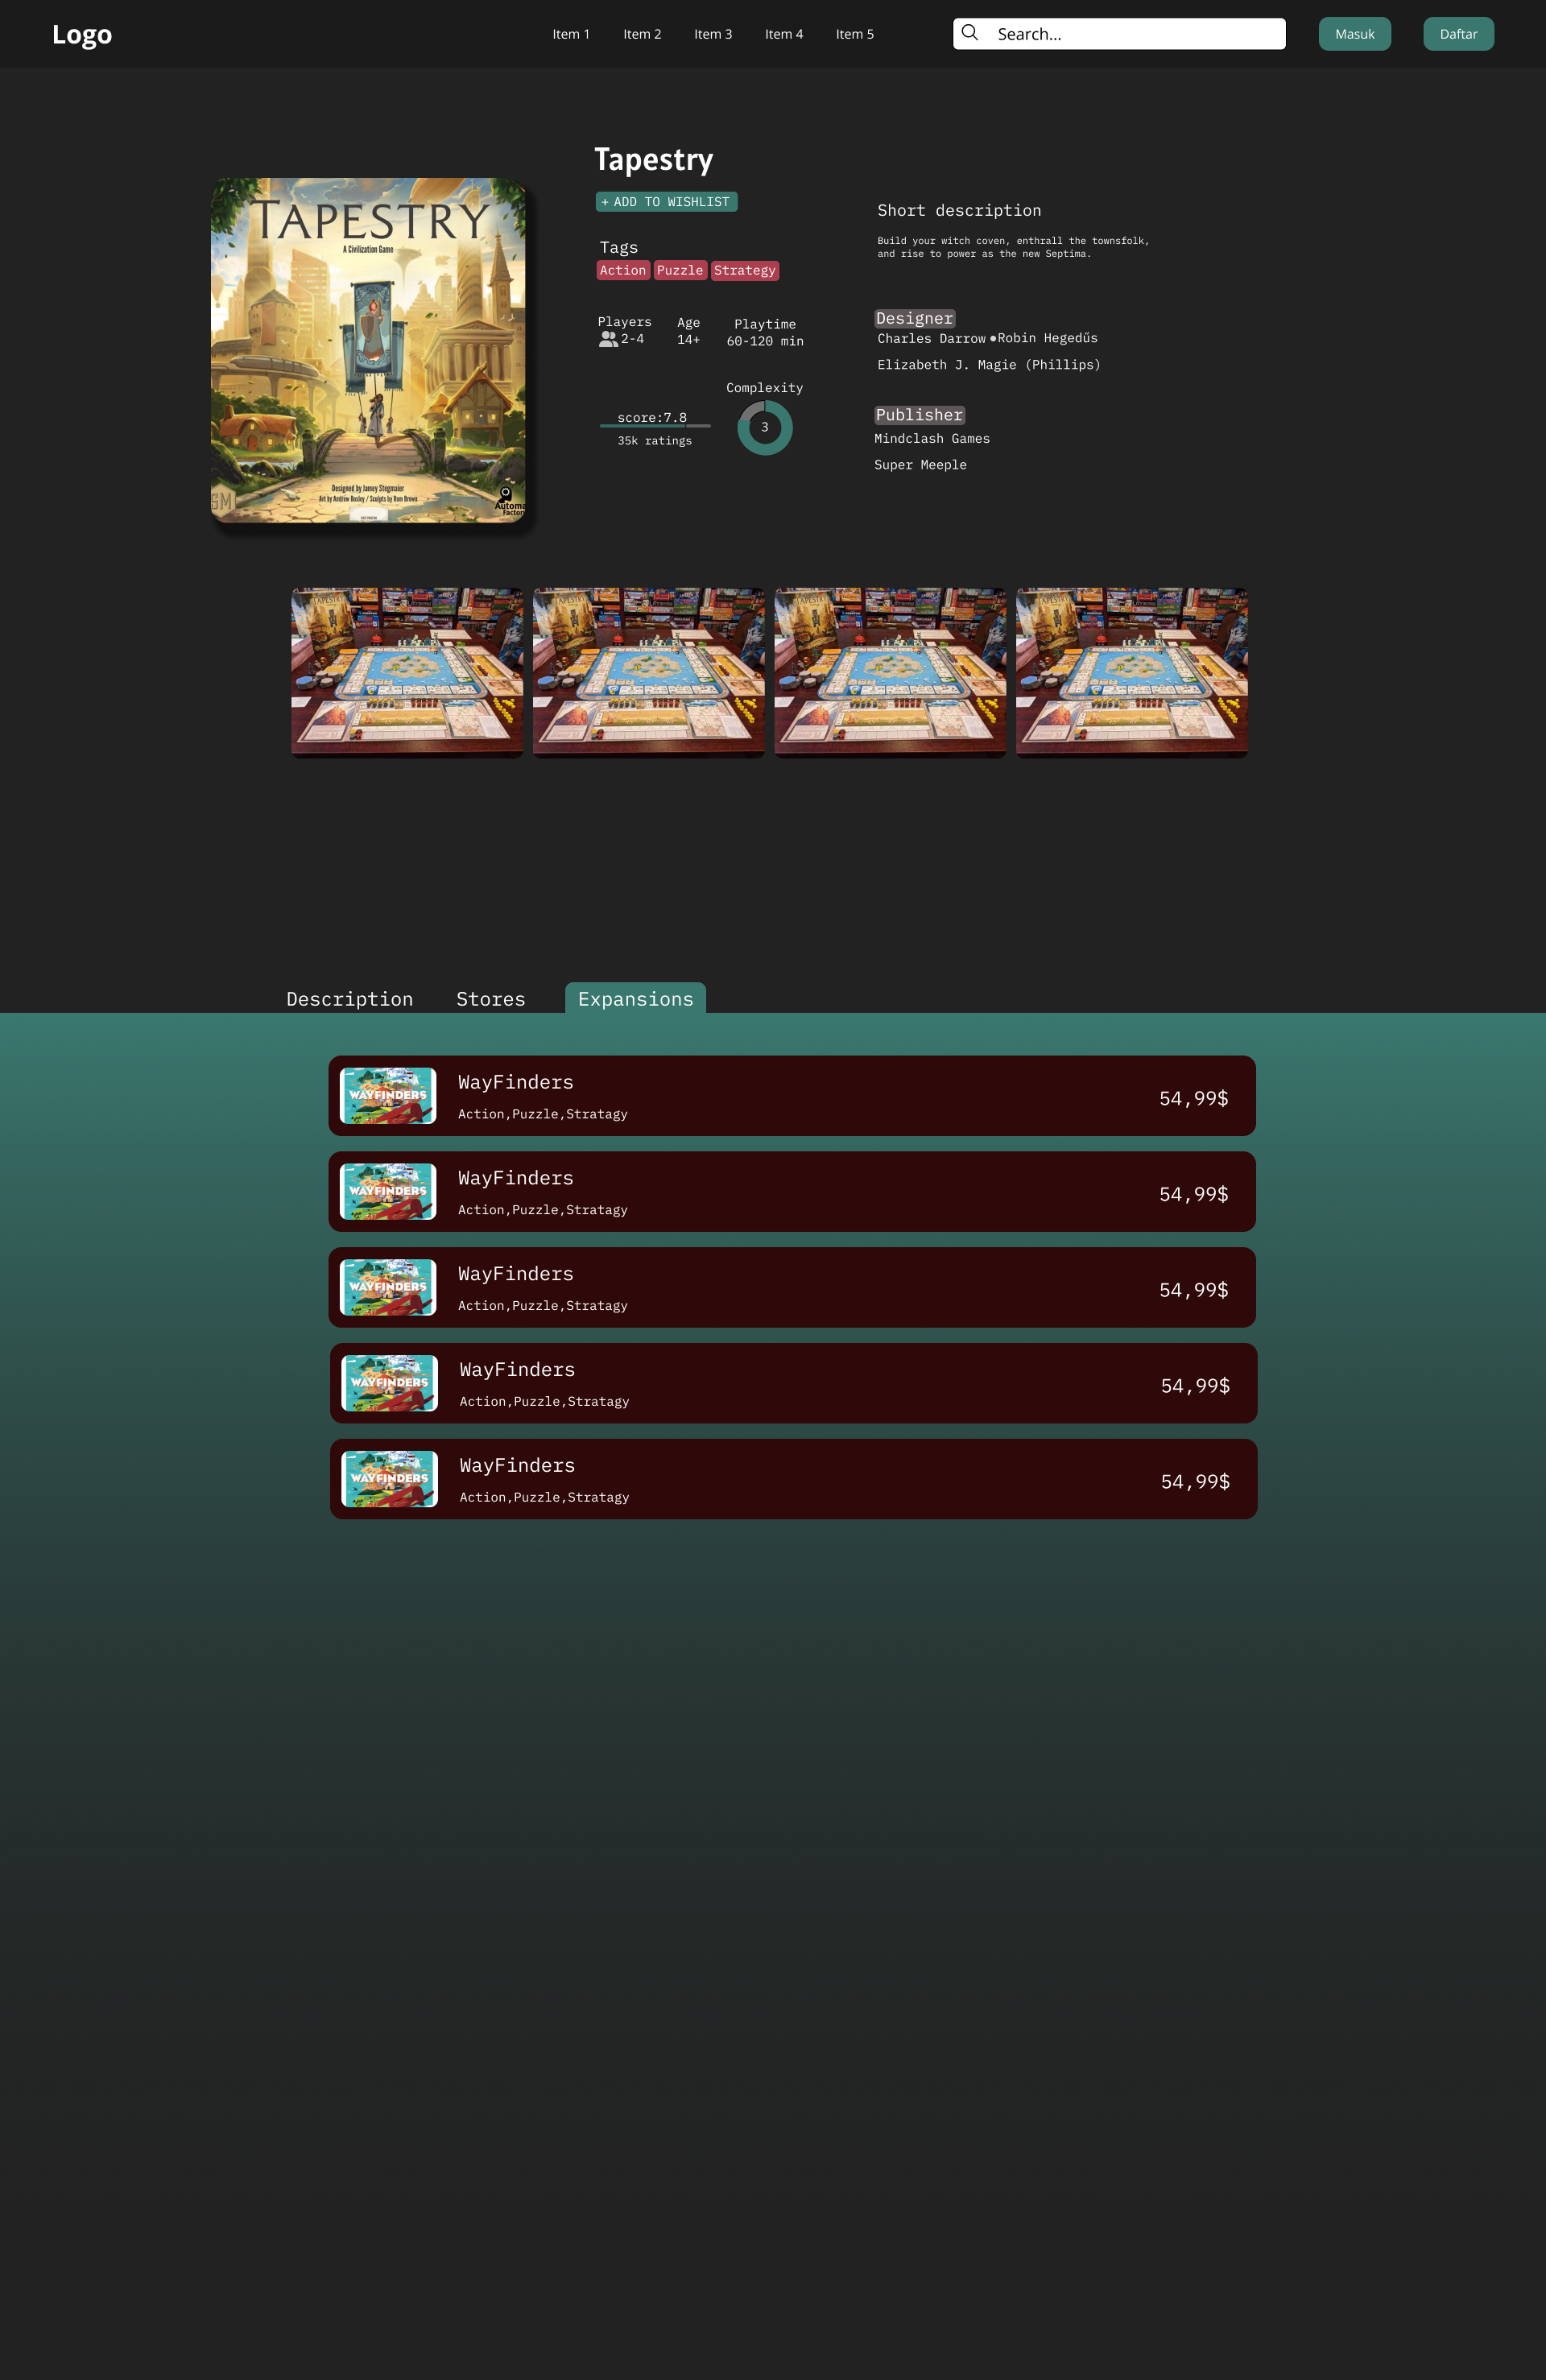 Logo
Item 1
Item 2
Item 3
Item 4
Item 5
Search...
Masuk
Daftar
TAPESTRY
A Civilization Game
Designed by Jamey Stegmaier
Art by Andrew Bosley / Sculpts by Rom Brown
SM
Automa
Factory
Tapestry
+ ADD TO WISHLIST
Tags
Action Puzzle Strategy
Players
2-4
Age
14+
Playtime
60-120 min
score:7.8
35k ratings
Complexity
3
Short description
Build your witch coven, enthrall the townsfolk,
and rise to power as the new Septima.
Designer
Charles Darrow •Robin Hegedűs
Elizabeth J. Magie (Phillips)
Publisher
Mindclash Games
Super Meeple
TAPESTRY
TAPESTRY
TAPESTRY
TAPESTRY
Description
Stores
Expansions
WAYFINDERS
WayFinders
Action,Puzzle,Stratagy
54,99$
WAYFINDERS
WayFinders
Action,Puzzle,Stratagy
54,99$
WAYFINDERS
WayFinders
Action,Puzzle,Stratagy
54,99$
WAYFINDERS
WayFinders
Action,Puzzle,Stratagy
54,99$
WAYFINDERS
WayFinders
Action,Puzzle,Stratagy
54,99$